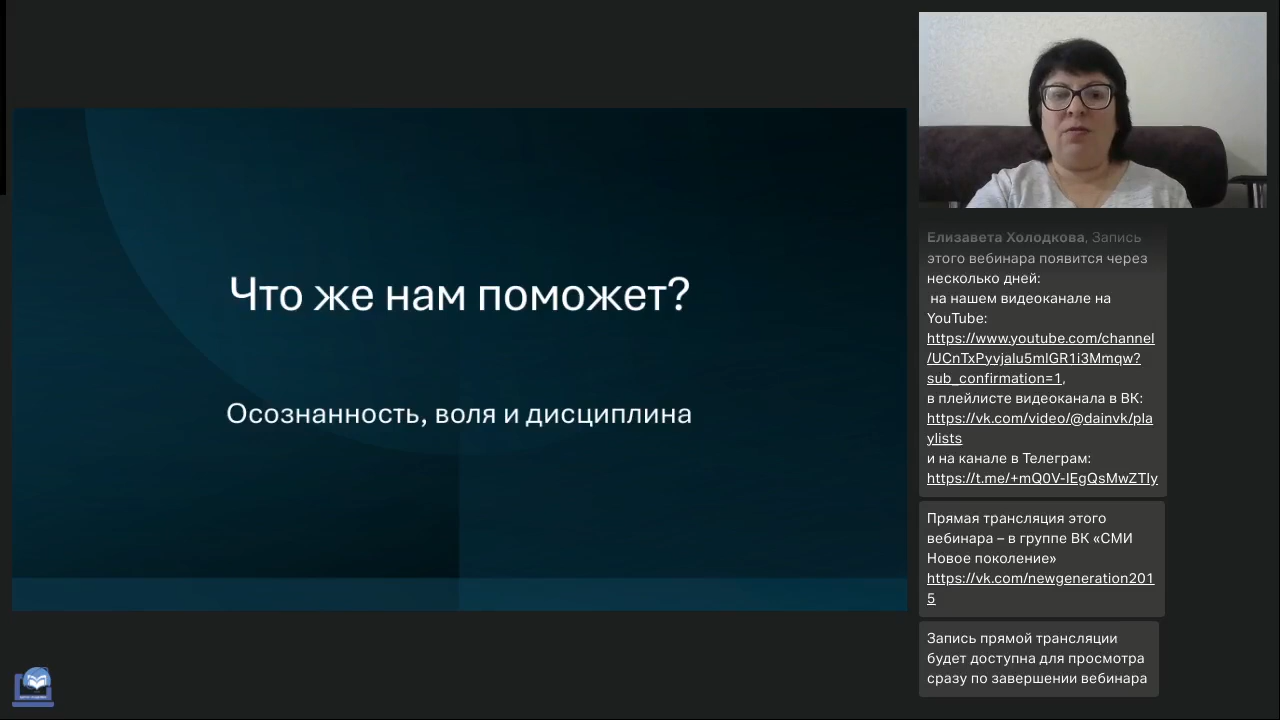 Что же нам поможет?
Осознанность, воля и дисциплина
Елизавета Холодкова, Запись
этого вебинара появится через
несколько дней:
на нашем видеоканале на
YouTube:
https://www.youtube.com/channel
/UCnTxPyvjalu5mlGR1i3Mmqw?
sub_confirmation=1,
в плейлисте видеоканала в ВК:
https://vk.com/video/@dainvk/pla
ylists
и на канале в Телеграм:
https://t.me/+mQ0V-lEgQsMwZTIy
Прямая трансляция этого
вебинара – в группе ВК «СМИ
Новое поколение»
https://vk.com/newgeneration201
5
Запись прямой трансляции
будет доступна для просмотра
сразу по завершении вебинара